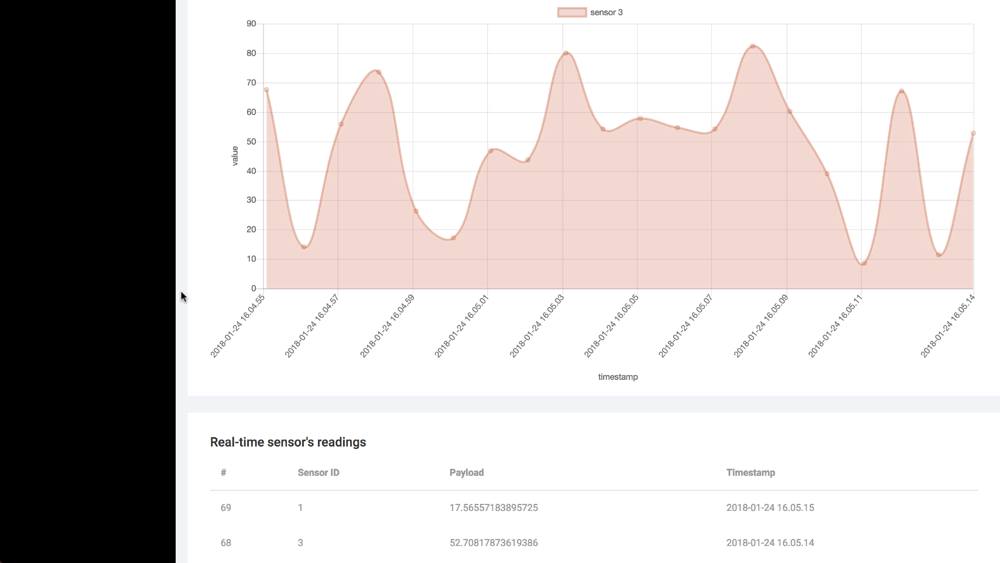 sensor 3
90
80
70
60
50
40
30
20
10
0
value
2018-01-24 16.04.55
2018-01-24 16.04.57
2018-01-24 16.04.59
2018-01-24 16.05.01
2018-01-24 16.05.03
2018-01-24 16.05.05
2018-01-24 16.05.07
2018-01-24 16.05.09
2018-01-24 16.05.11
2018-01-24 16.05.14
timestamp
Real-time sensor's readings
# Sensor ID Payload Timestamp
69 1 17.56557183895725 2018-01-24 16.05.15
68 3 52.70817873619386 2018-01-24 16.05.14